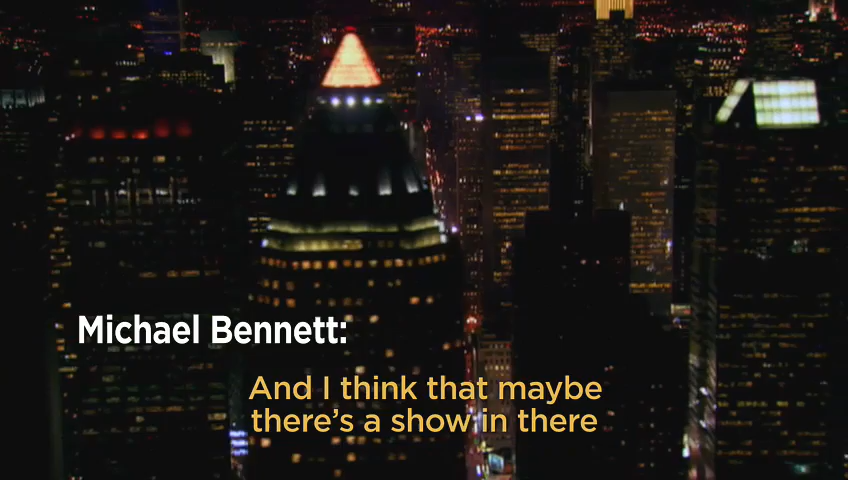 Michael Bennett:
And I think that maybe
there's a show in there